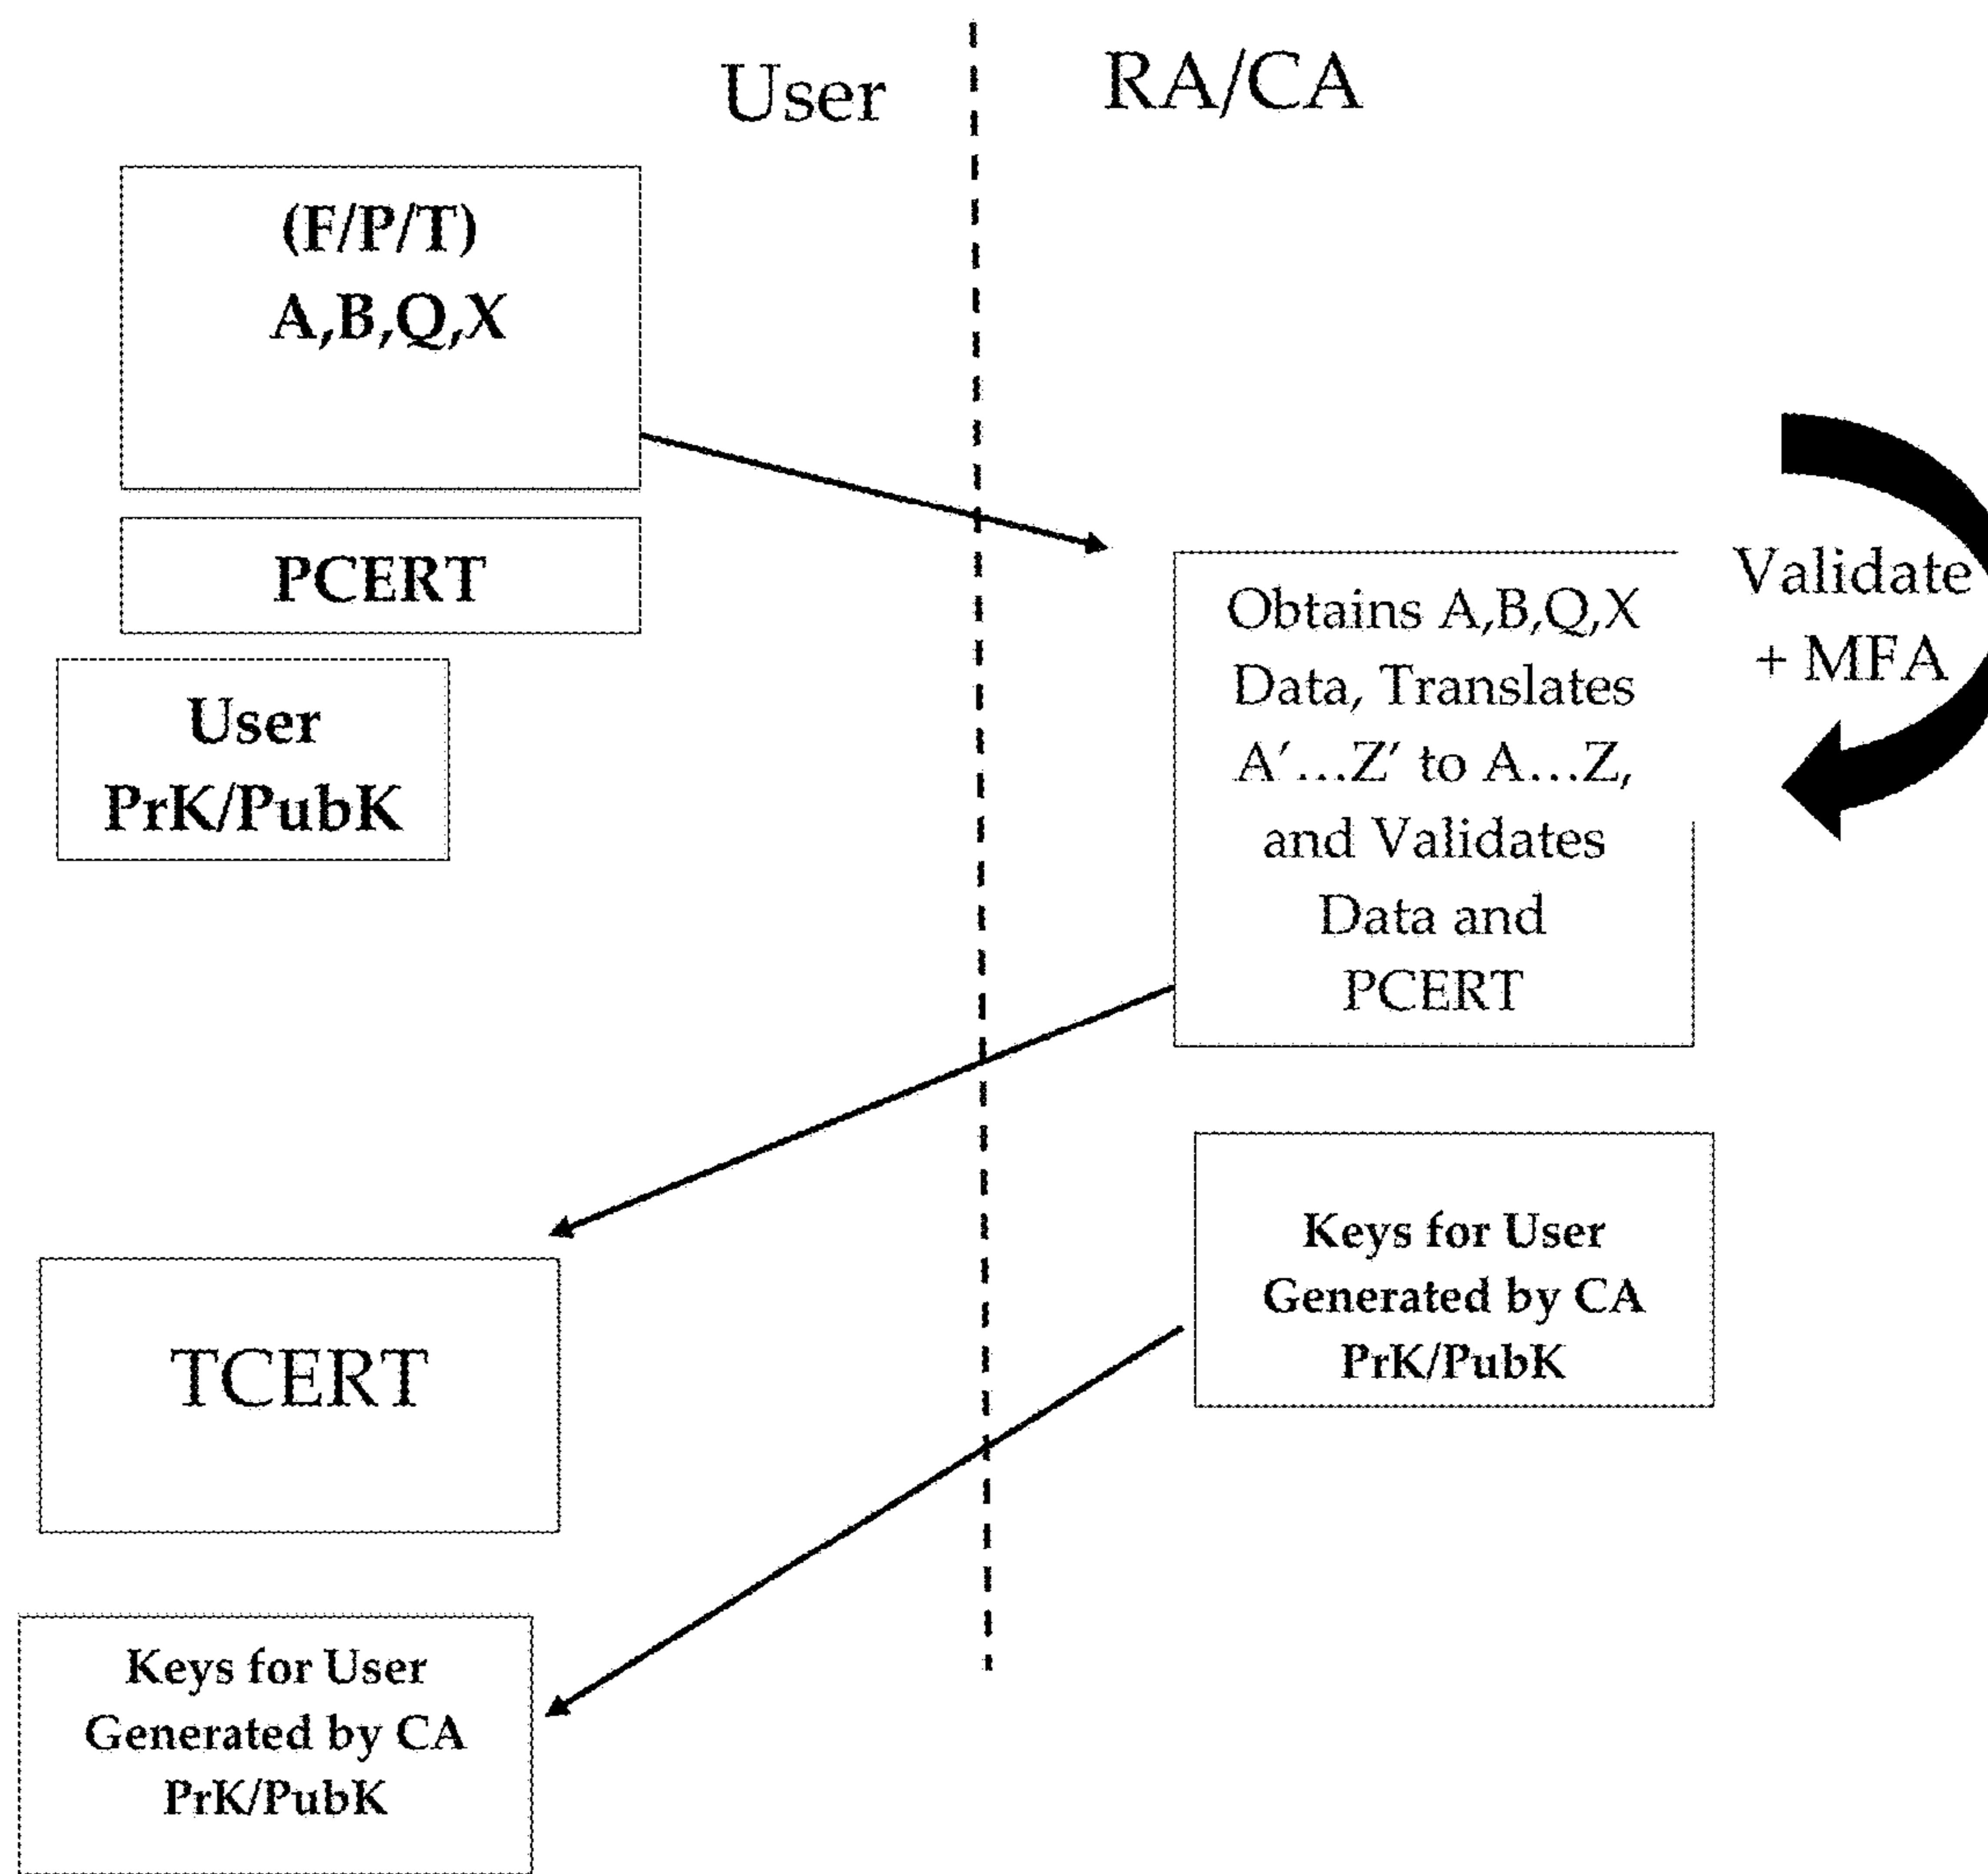 User
RA/CA
(F/P/T)
A,B,Q,X
PCERT
User
PrK/PubK
Obtains A,B,Q,X
Data, Translates
A′…Z′ to A…Z,
and Validates
Data and
PCERT
Validate
+ MFA
TCERT
Keys for User
Generated by CA
PrK/PubK
Keys for User
Generated by CA
PrK/PubK